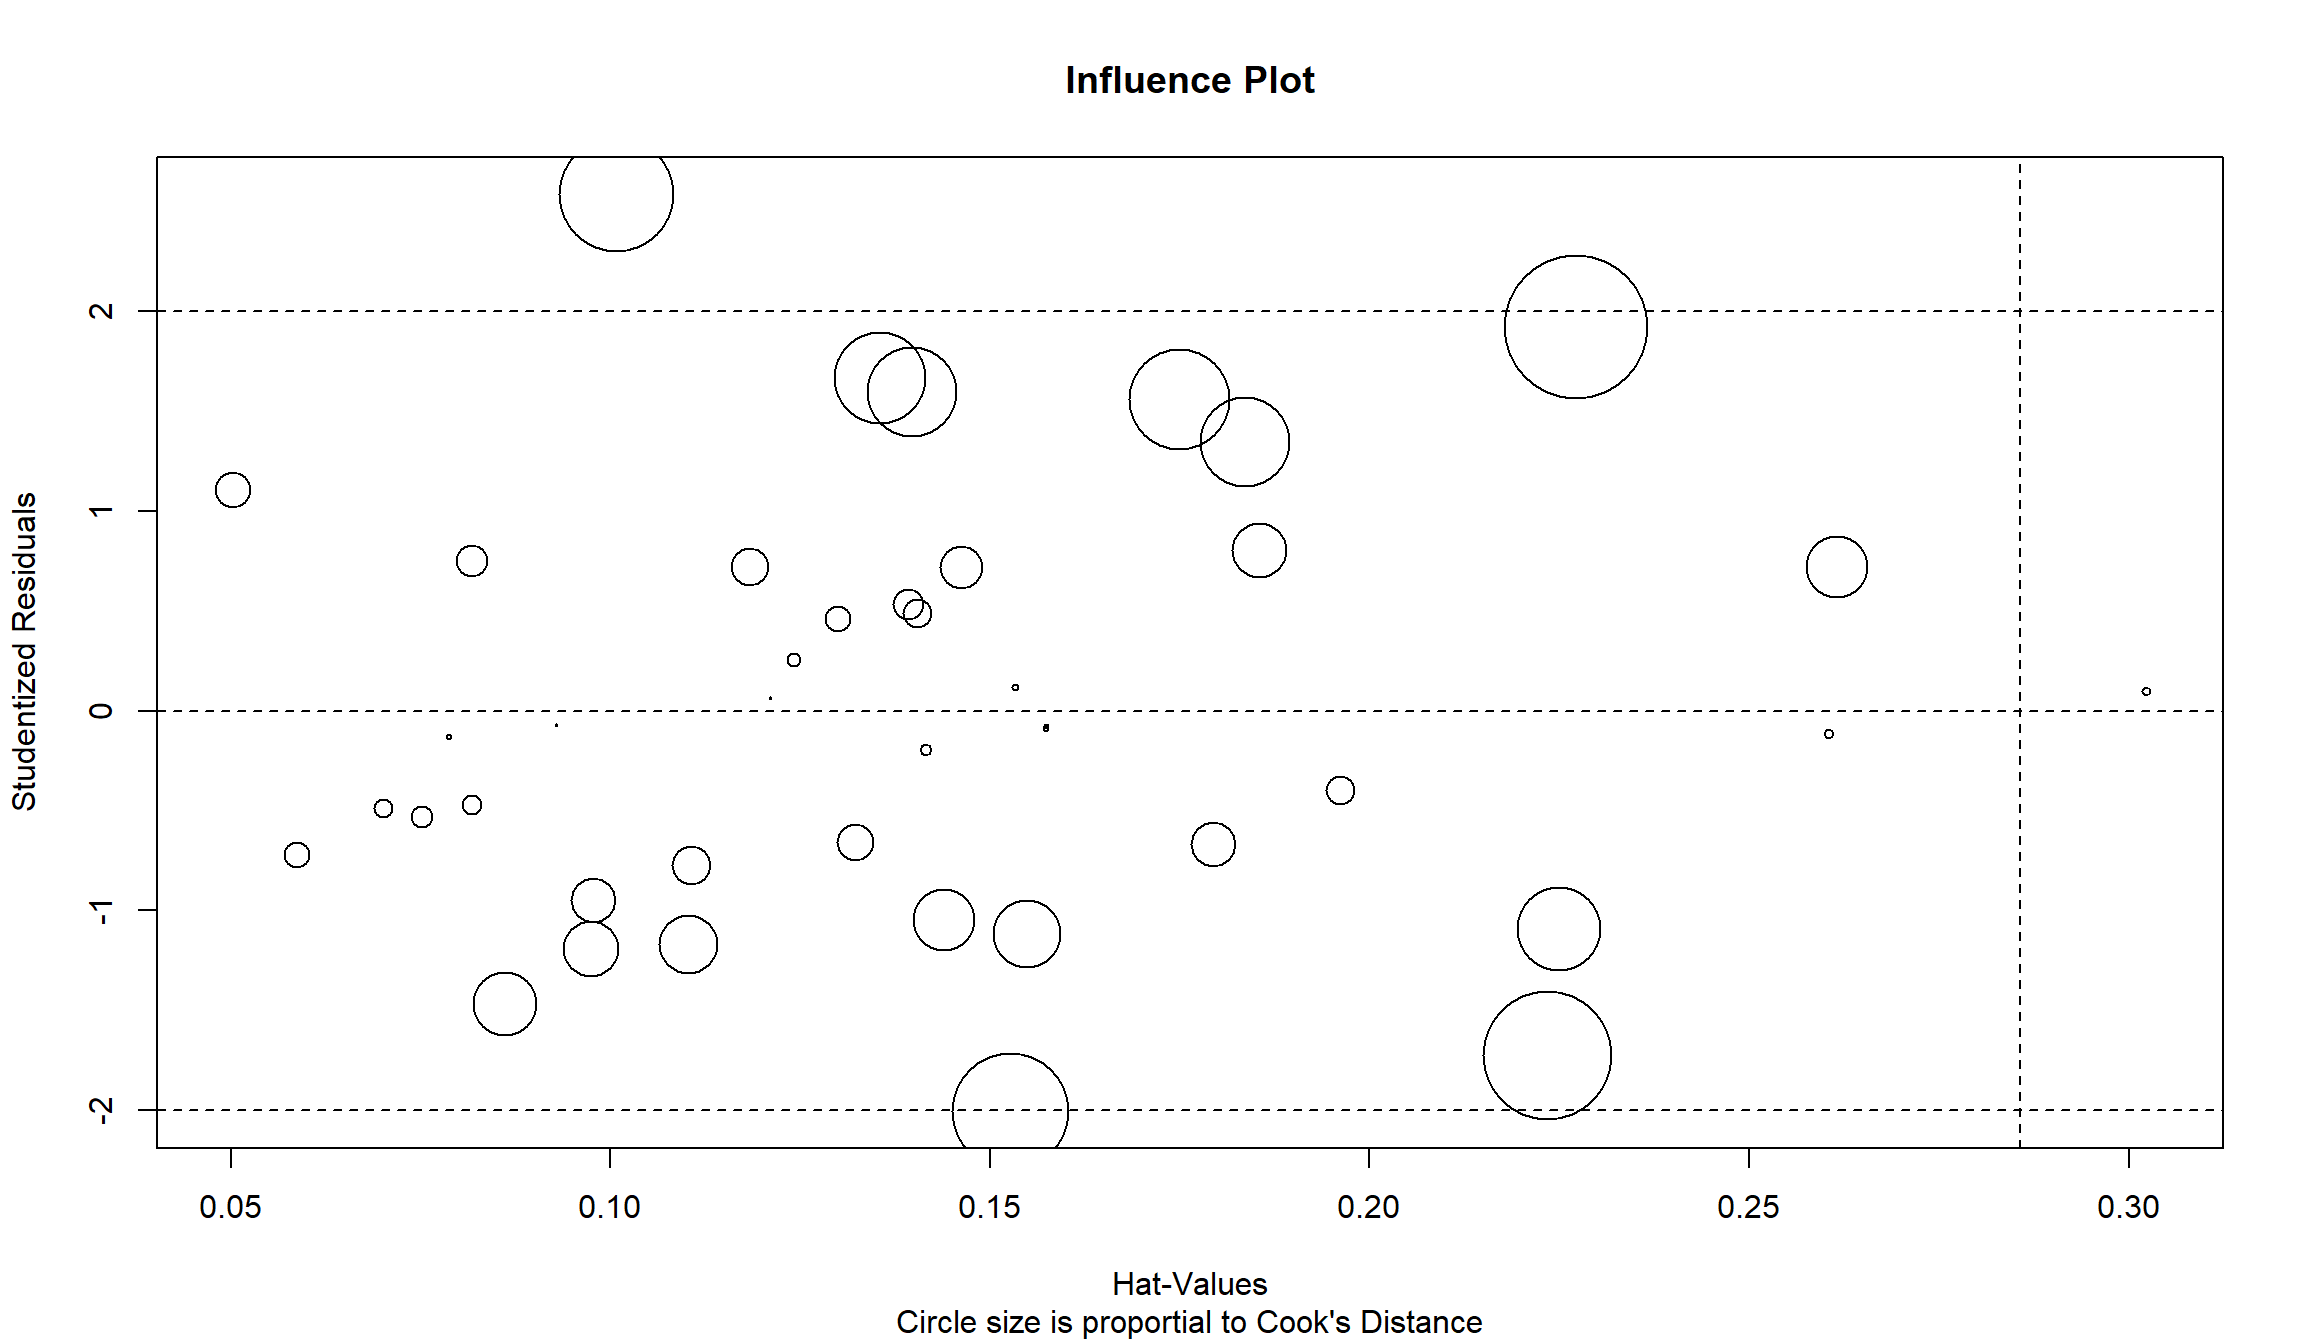 Influence Plot
Studentized Residuals
2
1
0
-1
-2
0.05 0.10 0.15 0.20 0.25 0.30
Hat-Values
Circle size is proportial to Cook's Distance